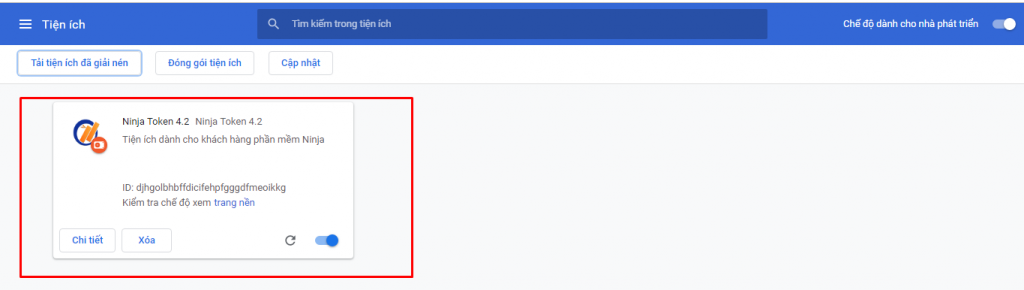 Tiện ích
Tìm kiếm trong tiện ích
Chế độ dành cho nhà phát triển
Tải tiện ích đã giải nén
Đóng gói tiện ích
Cập nhật
Ninja Token 4.2 Ninja Token 4.2
Tiện ích dành cho khách hàng phần mềm Ninja
ID: djhgolbhbffdicifehpfgggdfmeoikkg
Kiểm tra chế độ xem trang nền
Chi tiết
Xóa